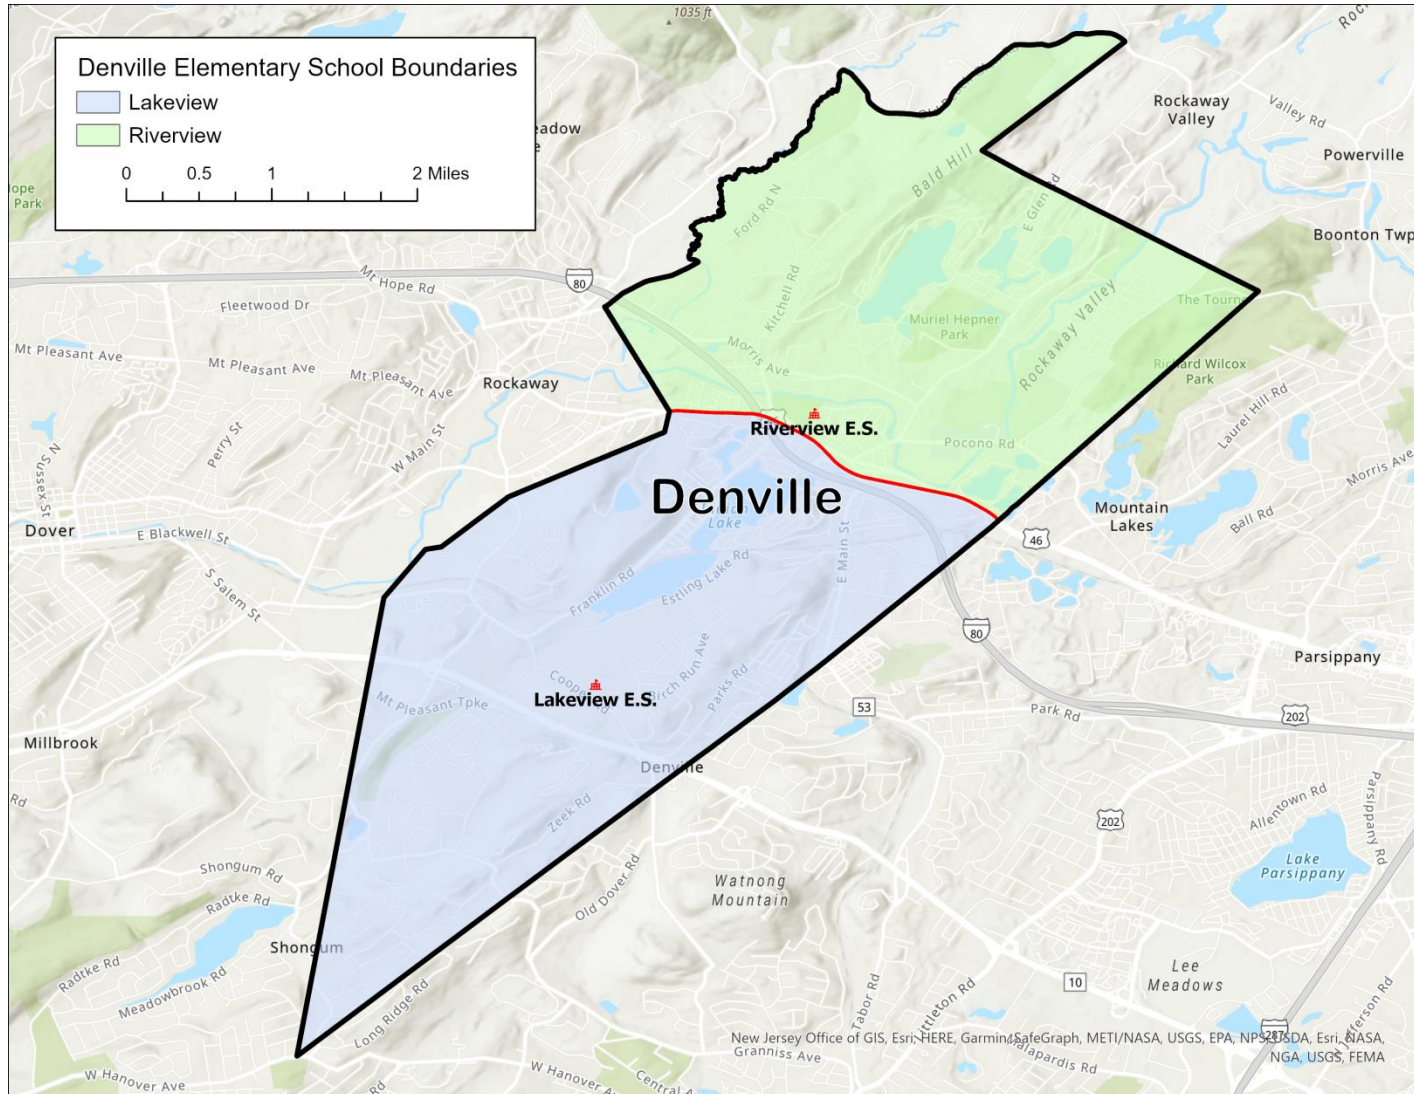 1035 ft
Denville Elementary School Boundaries
Lakeview
Riverview
0 0.5 1 2 Miles
Rockaway
Valley
Valley Rd
Powerville
Boonton Twp
Bald Hill
E Glen Rd
Ford Rd N
Kitchell Rd
Mt Hope Rd
80
Fleetwood Dr
The Tourne
Muriel Hepner
Park
Rockaway Valley
Mt Pleasant Ave
Mt Pleasant Ave
Mt Pleasant Ave
Morris Ave
Richard Wilcox
Park
Rockaway
Laurel Hill Rd
Riverview E.S.
Pocono Rd
Perry St
W Main St
N Sussex St
Morris Ave
Denville
Lake
Mountain
Lakes
Ball Rd
Dover
E Blackwell St
46
E Main St
S Salem St
Franklin Rd
Estling Lake Rd
80
Parsippany
Birch Run Ave
Parks Rd
Lakeview E.S.
Mt Pleasant Tpke
53
Park Rd
202
Millbrook
Denville
Zeek Rd
202
Allentown Rd
Parsippany Rd
Shongum Rd
Radtke Rd
Old Dover Rd
Watnong
Mountain
Lake
Parsippany
Shongum
Radtke Rd
Meadowbrook Rd
Long Ridge Rd
Tabor Rd
10
Lee
Meadows
287
New Jersey Office of GIS, Esri, HERE, Garmin, SafeGraph, METI/NASA, USGS, EPA, NPS, USDA, Esri, NASA,
NGA, USGS, FEMA
Granniss Ave
W Hanover Ave
W Hanover Ave